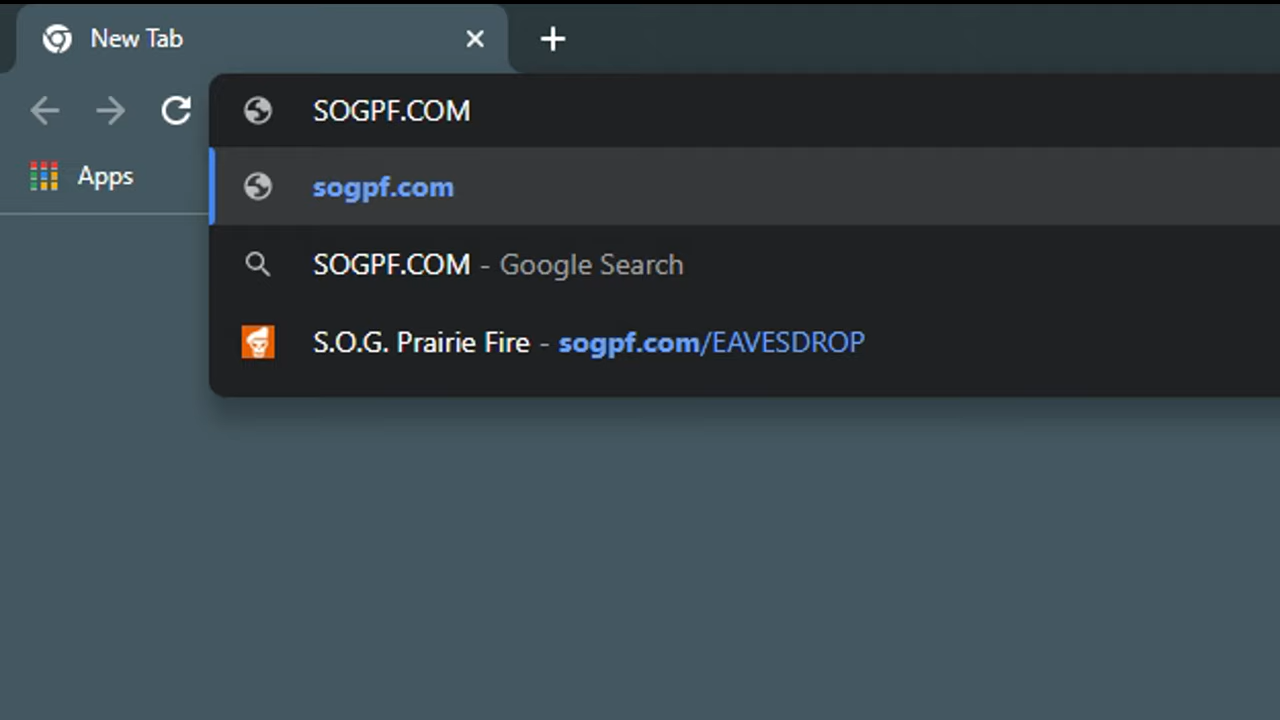 New Tab
SOGPF.COM
Apps
sogpf.com
SOGPF.COM - Google Search
S.O.G. Prairie Fire - sogpf.com/EAVESDROP